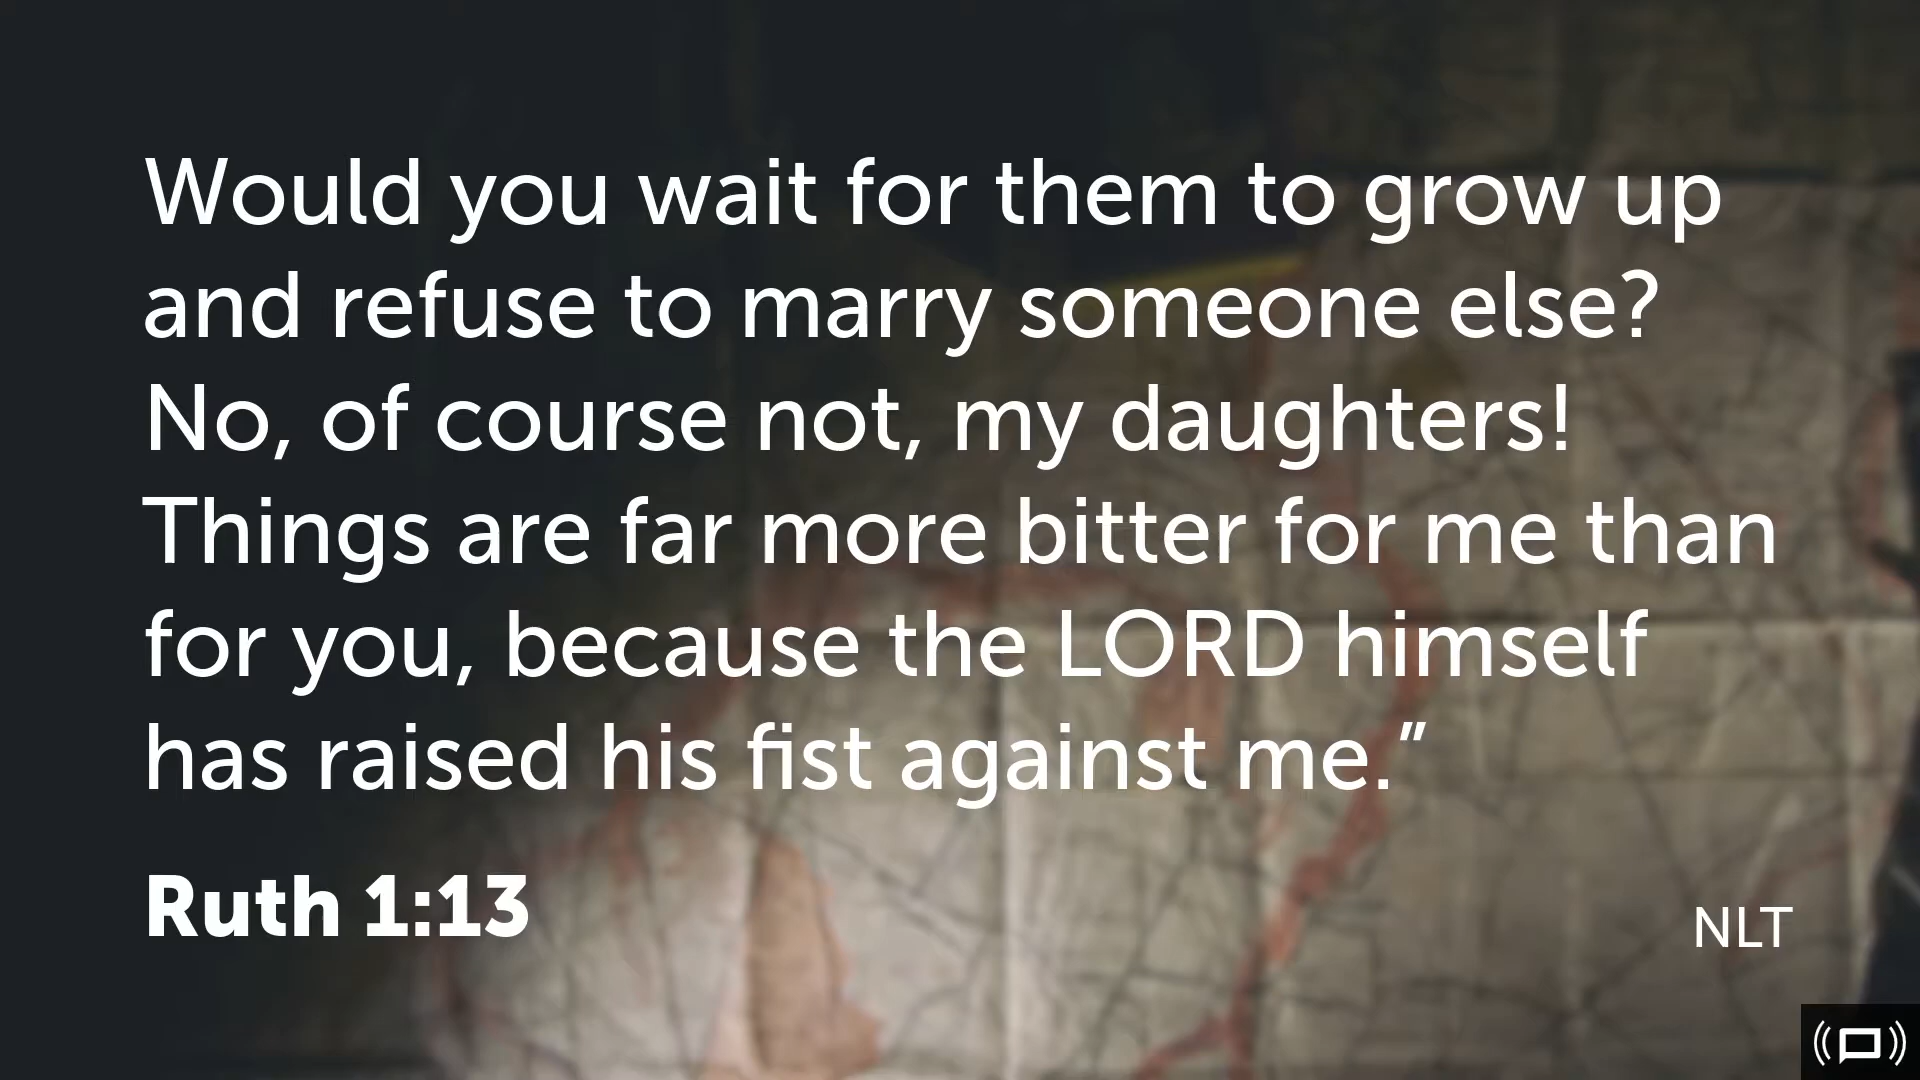 Would you wait for them to grow up
and refuse to marry someone else?
No, of course not, my daughters!
Things are far more bitter for me than
for you, because the LORD himself
has raised his fist against me.”
Ruth 1:13
NLT